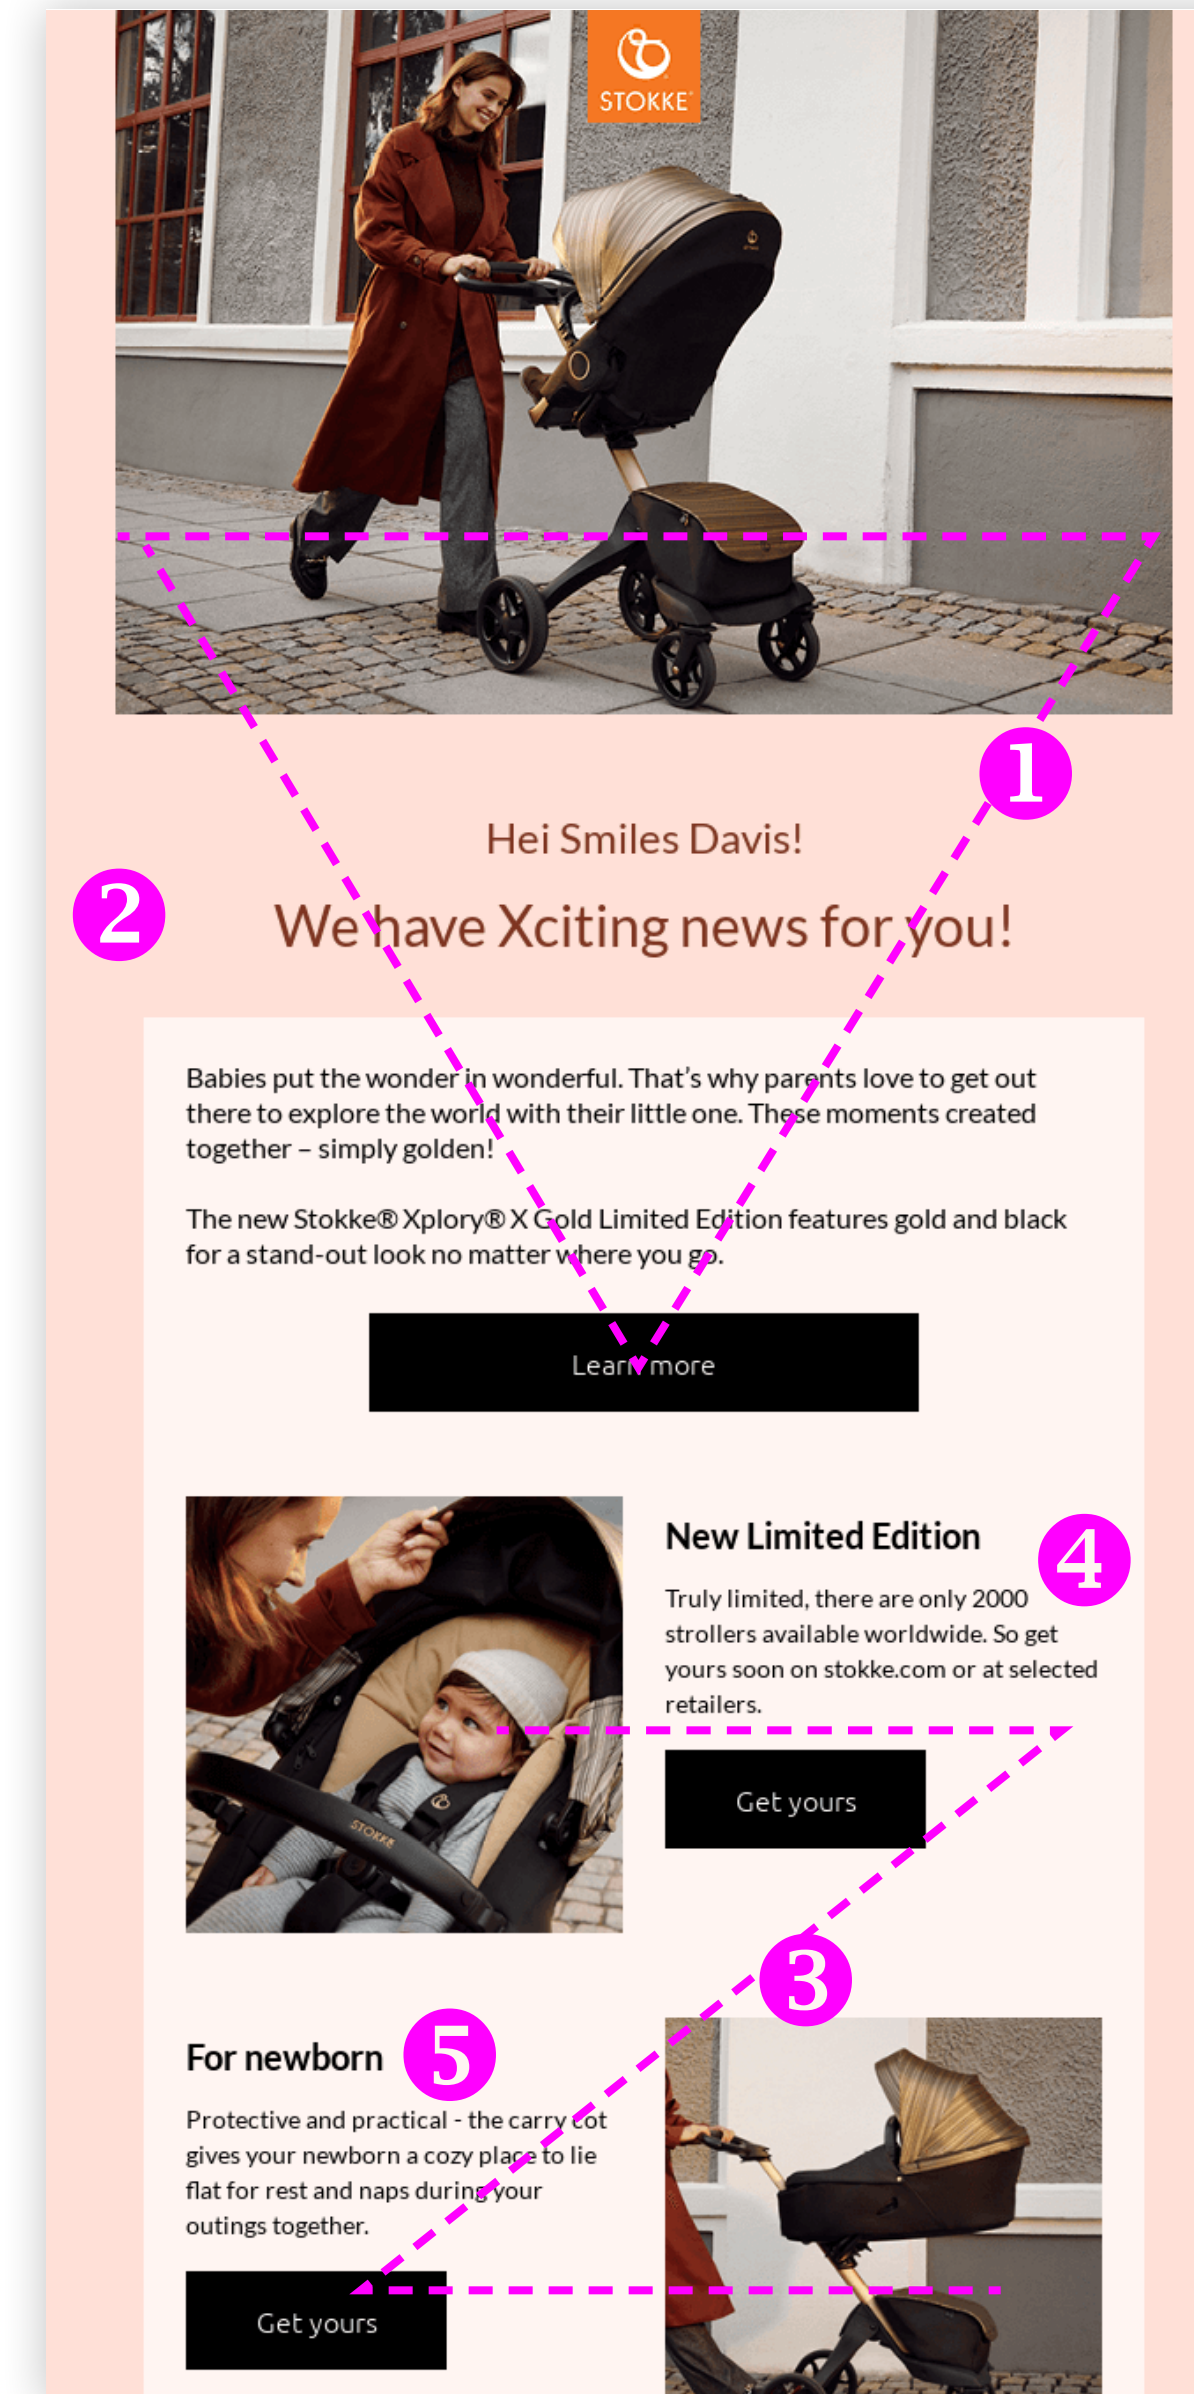 STOKKE
1
Hei Smiles Davis!
2
We have Xciting news for you!
Babies put the wonder in wonderful. That's why parents love to get out
there to explore the world with their little one. These moments created
together – simply golden!
The new Stokke® Xplory® X Gold Limited Edition features gold and black
for a stand-out look no matter where you go.
Learn more
New Limited Edition
4
Truly limited, there are only 2000
strollers available worldwide. So get
yours soon on stokke.com or at selected
retailers.
Get yours
STOKKE
3
For newborn
5
Protective and practical - the carry cot
gives your newborn a cozy place to lie
flat for rest and naps during your
outings together.
Get yours